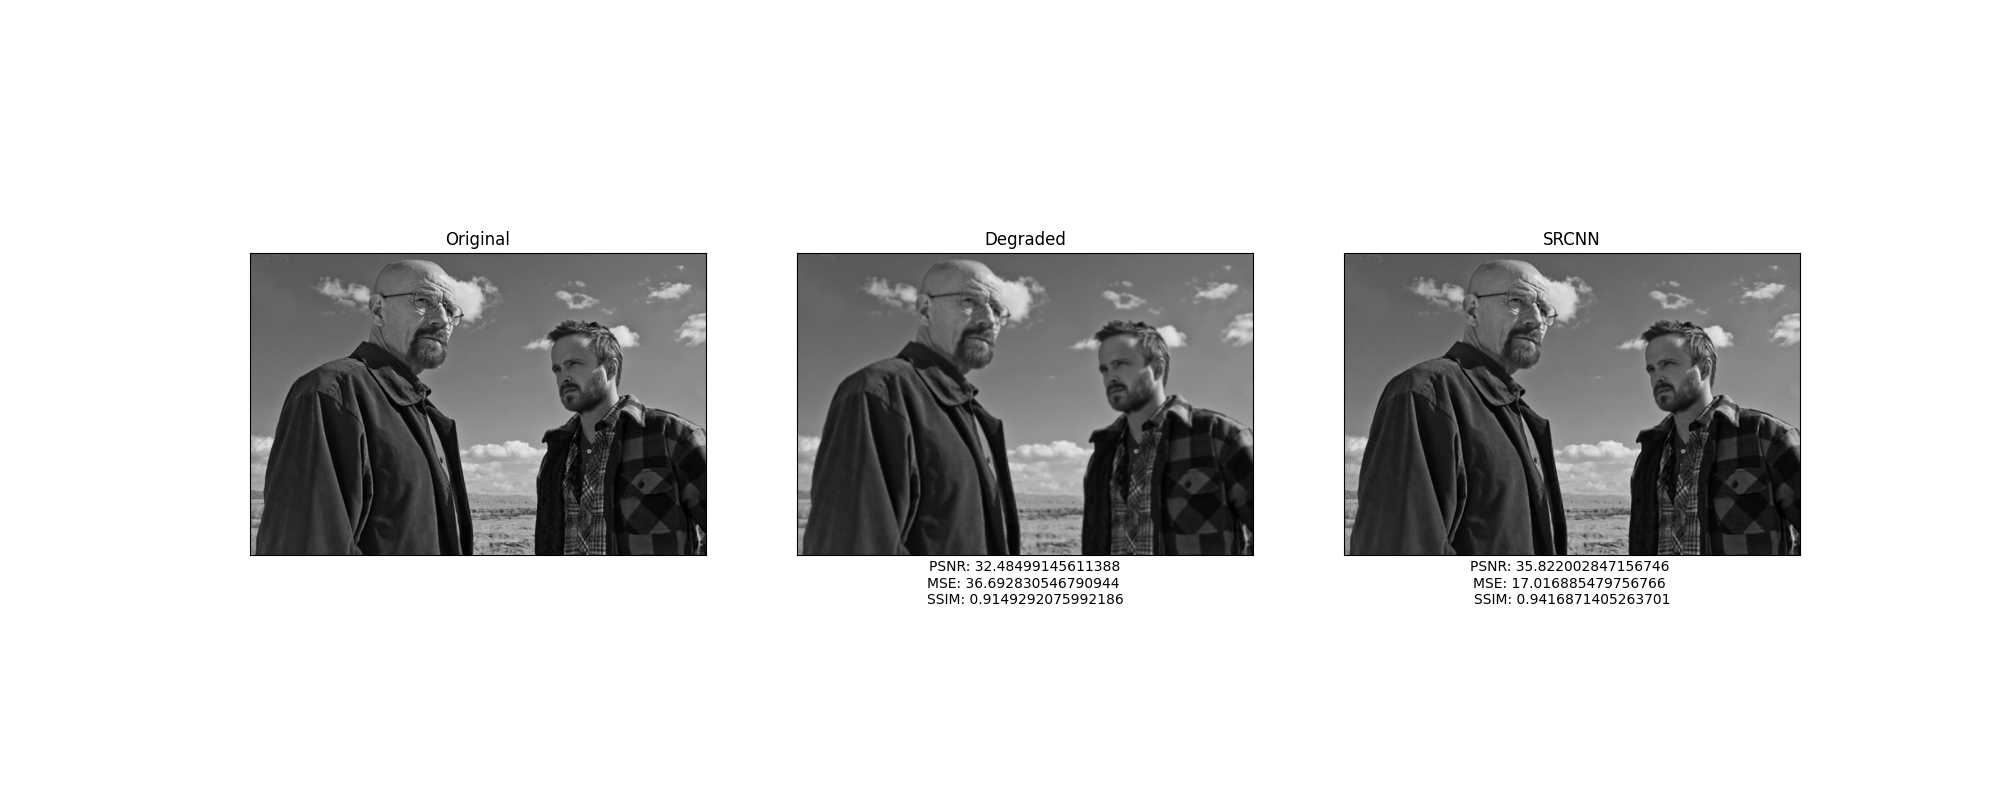 Original
Degraded
SRCNN
PSNR: 32.48499145611388
MSE: 36.692830546790944
SSIM: 0.9149292075992186
PSNR: 35.822002847156746
MSE: 17.016885479756766
SSIM: 0.9416871405263701